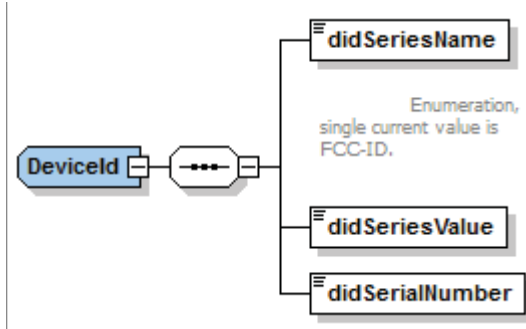 didSeriesName
Enumeration,
single current value is
FCC-ID.
DeviceId
didSeriesValue
didSerialNumber